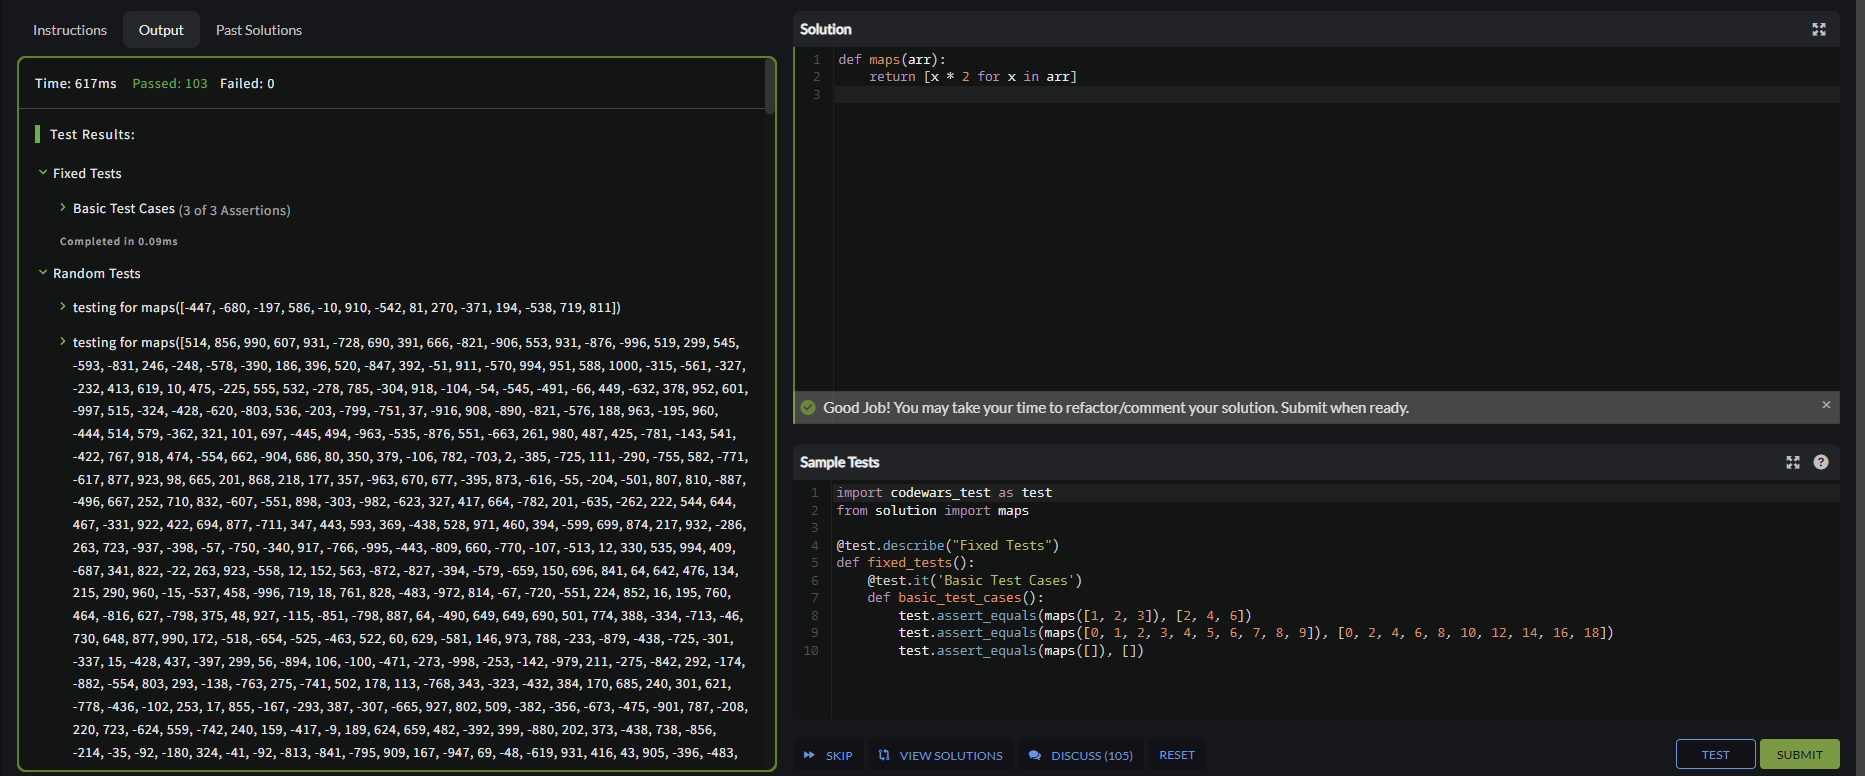 Instructions
Output
Past Solutions
Time: 617ms Passed: 103 Failed: 0
Test Results:
Fixed Tests
Basic Test Cases (3 of 3 Assertions)
Completed in 0.09ms
Random Tests
testing for maps([-447, -680, -197, 586, -10, 910, -542, 81, 270, -371, 194, -538, 719, 811])
testing for maps([514, 856, 990, 607, 931, -728, 690, 391, 666, -821, -906, 553, 931, -876, -996, 519, 299, 545,
-593, -831, 246, -248, -578, -390, 186, 396, 520, -847, 392, -51, 911, -570, 994, 951, 588, 1000, -315, -561, -327,
-232, 413, 619, 10, 475, -225, 555, 532, -278, 785, -304, 918, -104, -54, -545, -491, -66, 449, -632, 378, 952, 601,
-997, 515, -324, -428, -620, -803, 536, -203, -799, -751, 37, -916, 908, -890, -821, -576, 188, 963, -195, 960,
-444, 514, 579, -362, 321, 101, 697, -445, 494, -963, -535, -876, 551, -663, 261, 980, 487, 425, -781, -143, 541,
-422, 767, 918, 474, -554, 662, -904, 686, 80, 350, 379, -106, 782, -703, 2, -385, -725, 111, -290, -755, 582, -771,
-617, 877, 923, 98, 665, 201, 868, 218, 177, 357, -963, 670, 677, -395, 873, -616, -55, -204, -501, 807, 810, -887,
-496, 667, 252, 710, 832, -607, -551, 898, -303, -982, -623, 327, 417, 664, -782, 201, -635, -262, 222, 544, 644,
467, -331, 922, 422, 694, 877, -711, 347, 443, 593, 369, -438, 528, 971, 460, 394, -599, 699, 874, 217, 932, -286,
263, 723, -937, -398, -57, -750, -340, 917, -766, -995, -443, -809, 660, -770, -107, -513, 12, 330, 535, 994, 409,
-687, 341, 822, -22, 263, 923, -558, 12, 152, 563, -872, -827, -394, -579, -659, 150, 696, 841, 64, 642, 476, 134,
215, 290, 960, -15, -537, 458, -996, 719, 18, 761, 828, -483, -972, 814, -67, -720, -551, 224, 852, 16, 195, 760,
464, -816, 627, -798, 375, 48, 927, -115, -851, -798, 887, 64, -490, 649, 649, 690, 501, 774, 388, -334, -713, -46,
730, 648, 877, 990, 172, -518, -654, -525, -463, 522, 60, 629, -581, 146, 973, 788, -233, -879, -438, -725, -301,
-337, 15, -428, 437, -397, 299, 56, -894, 106, -100, -471, -273, -998, -253, -142, -979, 211, -275, -842, 292, -174,
-882, -554, 803, 293, -138, -763, 275, -741, 502, 178, 113, -768, 343, -323, -432, 384, 170, 685, 240, 301, 621,
-778, -436, -102, 253, 17, 855, -167, -293, 387, -307, -665, 927, 802, 509, -382, -356, -673, -475, -901, 787, -208,
220, 723, -624, 559, -742, 240, 159, -417, -9, 189, 624, 659, 482, -392, 399, -880, 202, 373, -438, 738, -856,
-214, -35, -92, -180, 324, -41, -92, -813, -841, -795, 909, 167, -947, 69, -48, -619, 931, 416, 43, 905, -396, -483,
Solution
1 def maps(arr):
2 return [x * 2 for x in arr]
3
Good Job! You may take your time to refactor/comment your solution. Submit when ready.
Sample Tests
1 import codewars_test as test
2 from solution import maps
3
4 @test.describe("Fixed Tests")
5 def fixed_tests():
6 @test.it('Basic Test Cases')
7 def basic_test_cases():
8 test.assert_equals(maps([1, 2, 3]), [2, 4, 6])
9 test.assert_equals(maps([0, 1, 2, 3, 4, 5, 6, 7, 8, 9]), [0, 2, 4, 6, 8, 10, 12, 14, 16, 18])
10 test.assert_equals(maps([]), [])
SKIP
VIEW SOLUTIONS
DISCUSS (105)
RESET
TEST
SUBMIT